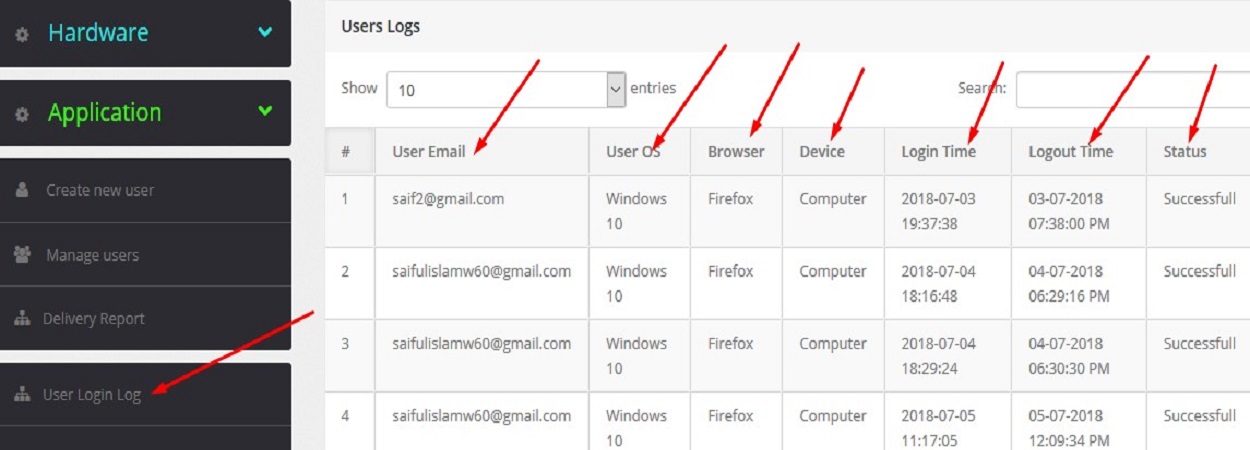 Hardware
Application
Create new user
Manage users
Delivery Report
User Login Log
Users Logs
Show 10 entries Search:
# User Email User OS Browser Device Login Time Logout Time Status
1 saif2@gmail.com Windows Firefox Computer 2018-07-03 03-07-2018 Successfull
10 19:37:38 07:38:00 PM
2 saifulislamw60@gmail.com Windows Firefox Computer 2018-07-04 04-07-2018 Successfull
10 18:16:48 06:29:16 PM
3 saifulislamw60@gmail.com Windows Firefox Computer 2018-07-04 04-07-2018 Successfull
10 18:29:24 06:30:30 PM
4 saifulislamw60@gmail.com Windows Firefox Computer 2018-07-05 05-07-2018 Successfull
10 11:17:05 12:09:34 PM